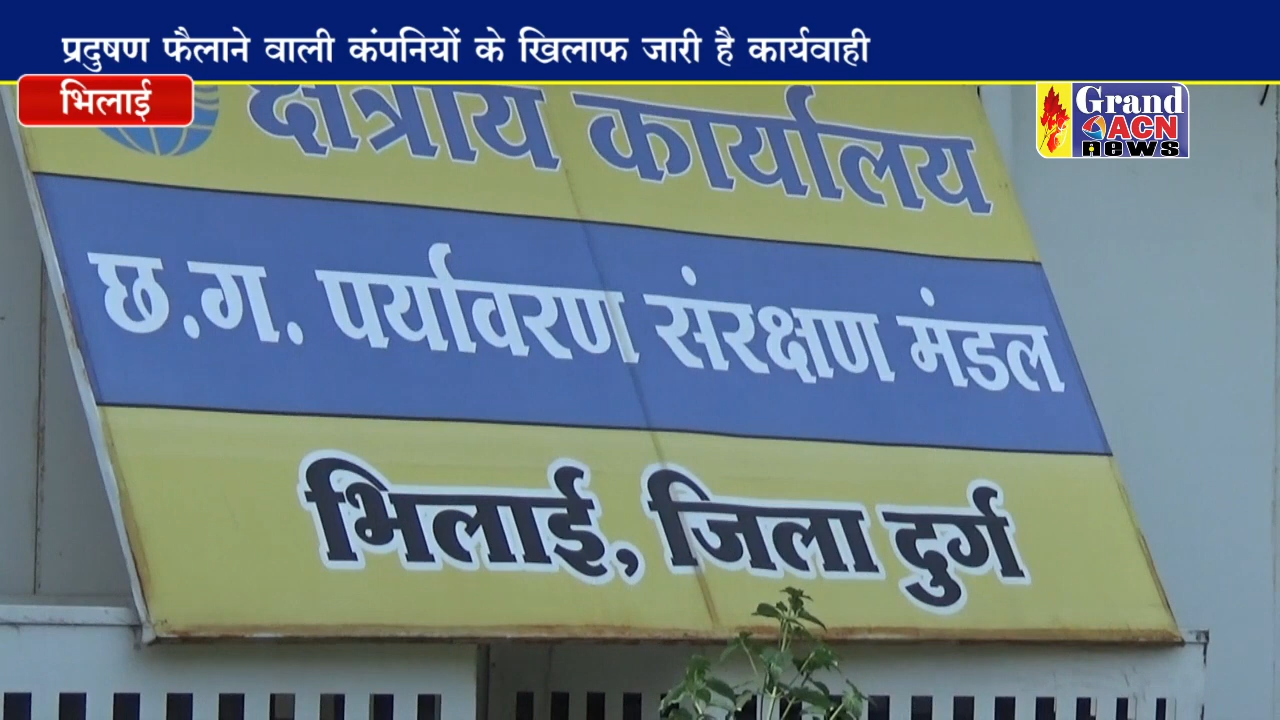 प्रदुषण फैलाने वाली कंपनियों के खिलाफ जारी है कार्यवाही
भिलाई
Grand
ACN
news
क्षेत्रीय कार्यालय
छ.ग. पर्यावरण संरक्षण मंडल
भिलाई, जिला दुर्ग